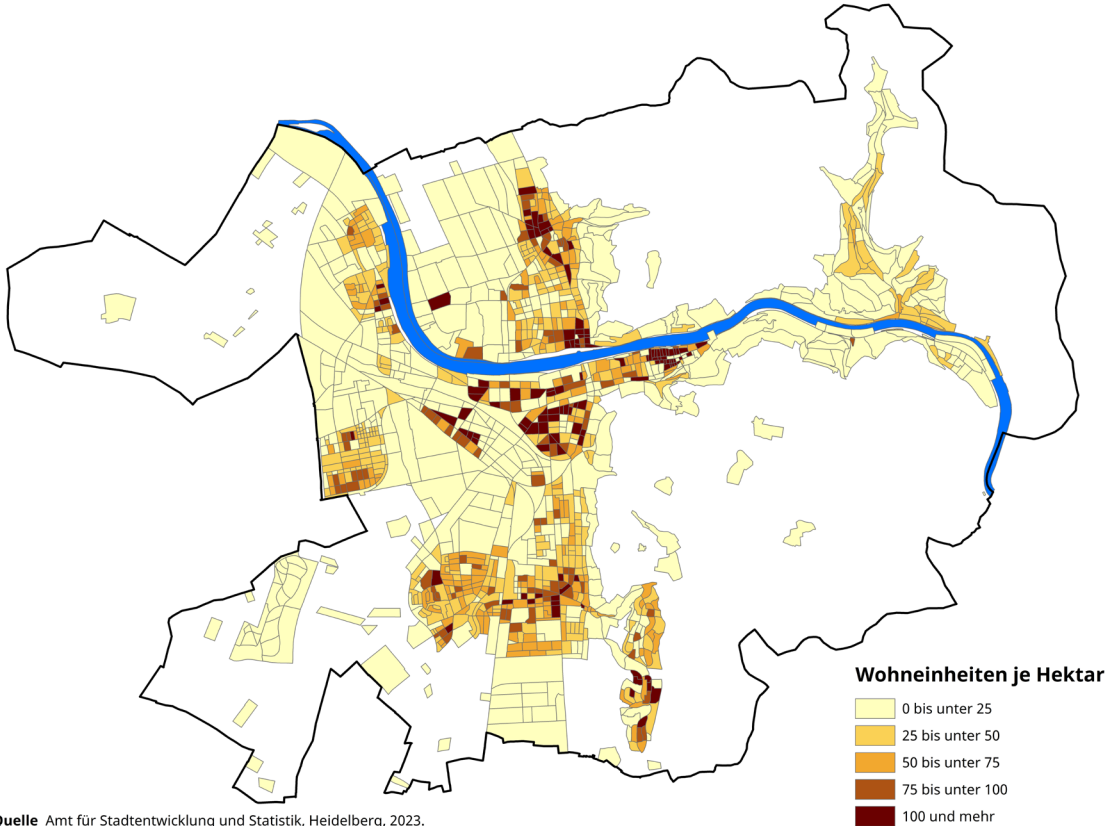 Wohneinheiten je Hektar
0 bis unter 25
25 bis unter 50
50 bis unter 75
75 bis unter 100
100 und mehr
Quelle Amt für Stadtentwicklung und Statistik, Heidelberg, 2023.